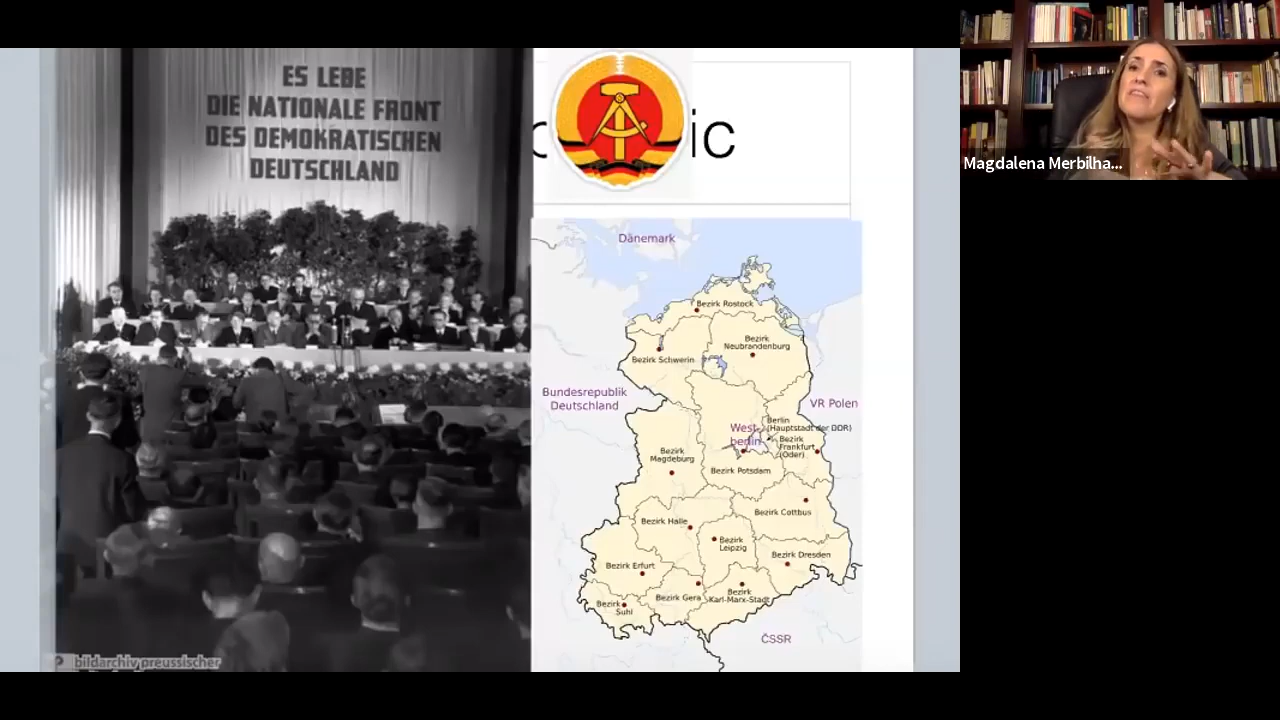 ES LEBE
DIE NATIONALE FRONT
DES DEMOKRATISCHEN
DEUTSCHLAND
bildarchiv preussischer
ic
Dänemark
Bezirk Rostock
Bezirk
Neubrandenburg
Bezirk Schwerin
Bundesrepublik
Deutschland
VR Polen
West-
berlin
Berlin
(Hauptstadt der DDR)
Bezirk
Frankfurt
(Oder)
Bezirk
Magdeburg
Bezirk Potsdam
Bezirk Cottbus
Bezirk Halle
Bezirk
Leipzig
Bezirk Dresden
Bezirk Erfurt
Bezirk Gera
Bezirk
Karl-Marx-Stadt
Bezirk
Suhl
ČSSR
Magdalena Merbilha...